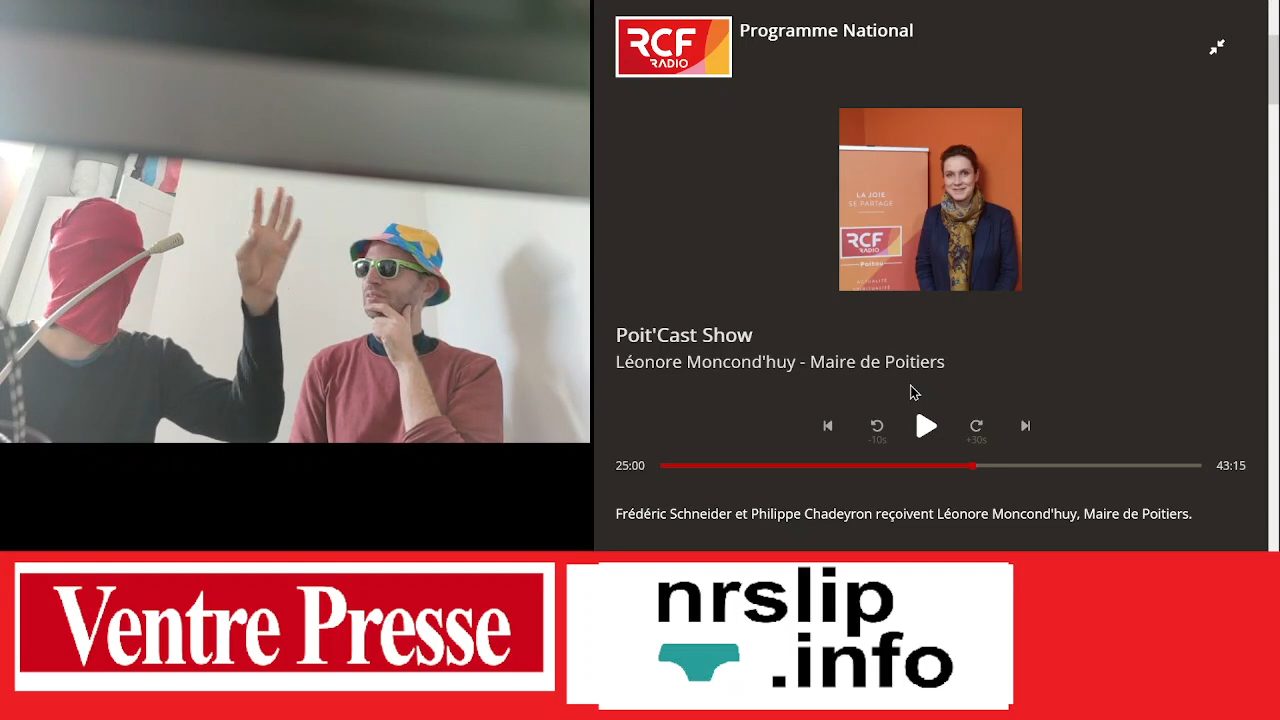 RCF
RADIO
Programme National
LA JOIE
SE PARTAGE
RCF
RADIO
Poitou
ACTUALITÉ
Poit'Cast Show
Léonore Moncond'huy - Maire de Poitiers
-10s
+30s
25:00
43:15
Frédéric Schneider et Philippe Chadeyron reçoivent Léonore Moncond'huy, Maire de Poitiers.
Ventre Presse
nrslip
.info